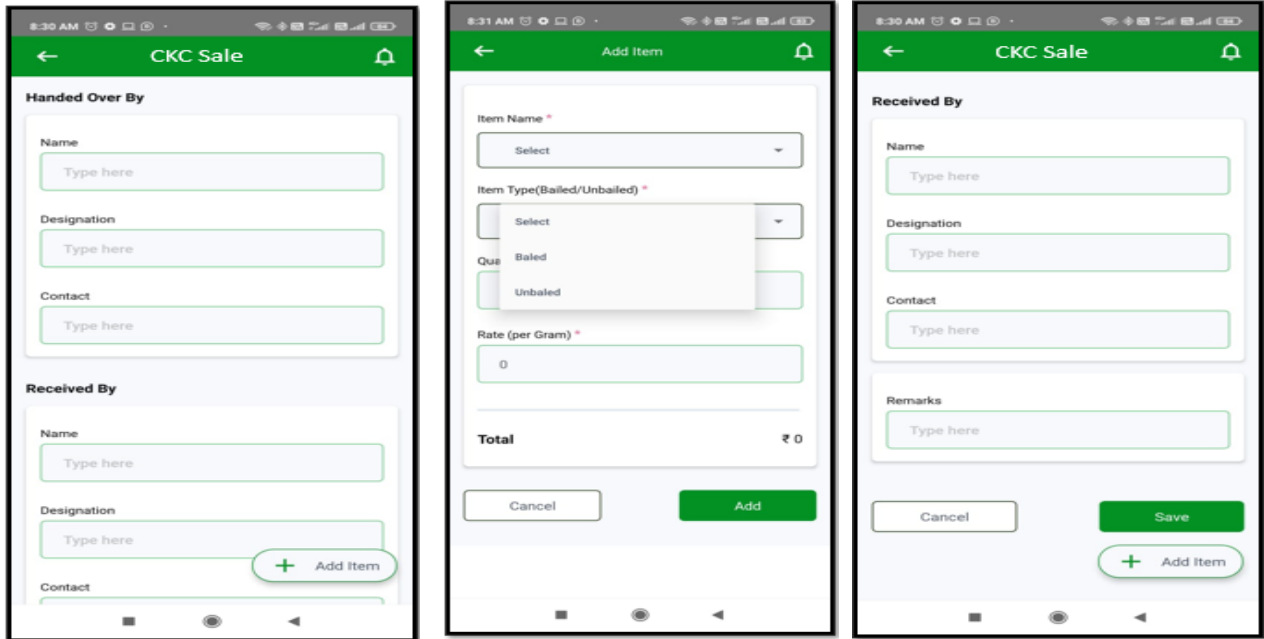 8:30 AM
CKC Sale
Handed Over By
Name
Type here
Designation
Type here
Contact
Type here
Received By
Name
Type here
Designation
Type here
+ Add Item
Contact
8:31 AM
Add Item
Item Name *
Select
Item Type(Bailed/Unbailed) *
Select
Baled
Qua
Unbaled
Rate (per Gram) *
0
Total ₹ 0
Cancel Add
8:30 AM
CKC Sale
Received By
Name
Type here
Designation
Type here
Contact
Type here
Remarks
Type here
Cancel Save
+ Add Item